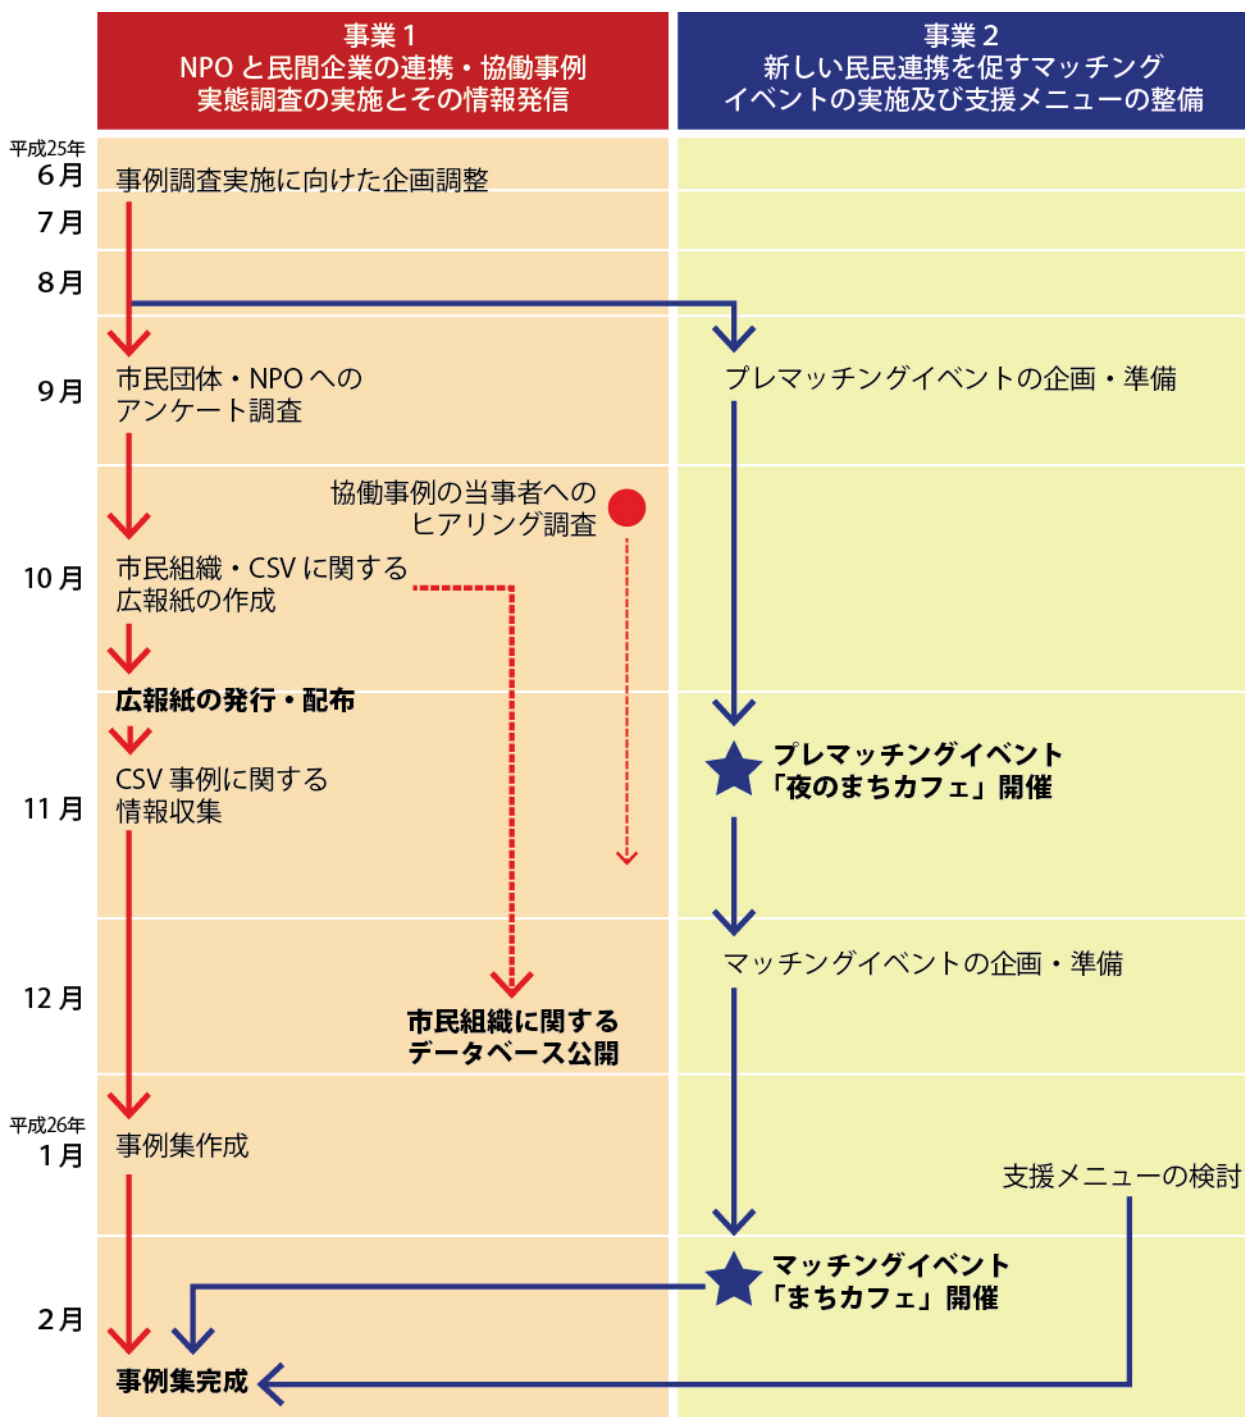 事業1
NPOと民間企業の連携・協働事例
実態調査の実施とその情報発信
事業2
新しい民民連携を促すマッチング
イベントの実施及び支援メニューの整備
平成25年
6月
事例調査実施に向けた企画調整
7月
8月
9月
市民団体・NPOへの
アンケート調査
プレマッチングイベントの企画・準備
協働事例の当事者への
ヒアリング調査
10月
市民組織・CSVに関する
広報紙の作成
広報紙の発行・配布
プレマッチングイベント
「夜のまちカフェ」開催
11月
CSV事例に関する
情報収集
マッチングイベントの企画・準備
12月
市民組織に関する
データベース公開
平成26年
1月
事例集作成
支援メニューの検討
マッチングイベント
「まちカフェ」開催
2月
事例集完成